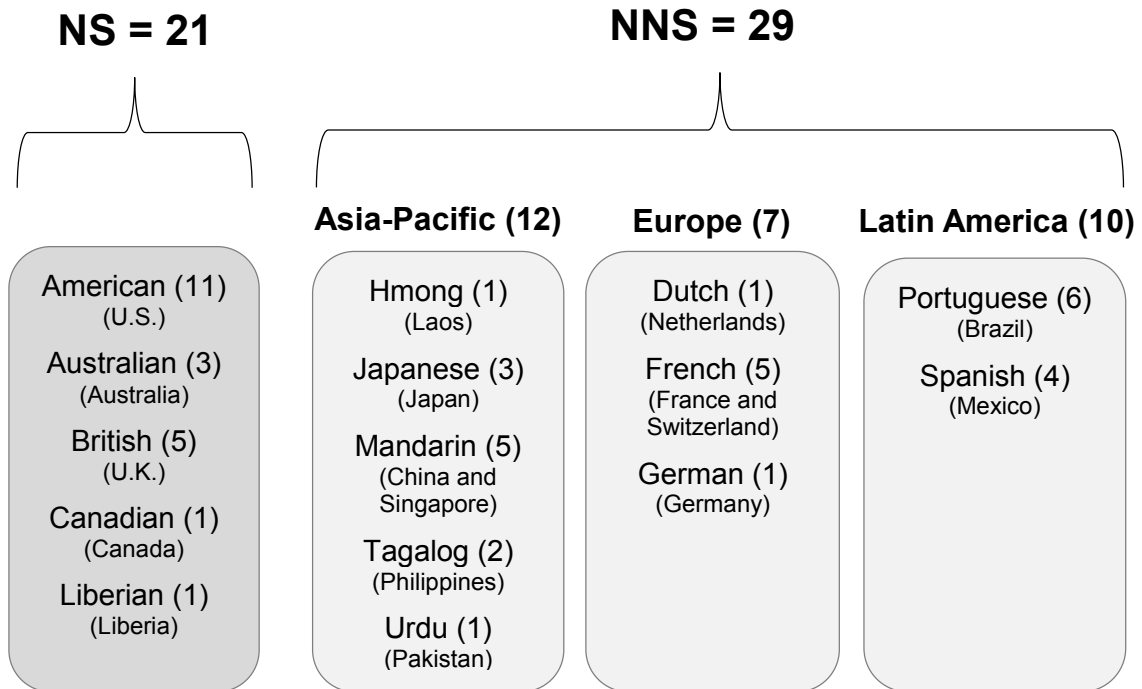 NS = 21
NNS = 29
American (11)
(U.S.)
Australian (3)
(Australia)
British (5)
(U.K.)
Canadian (1)
(Canada)
Liberian (1)
(Liberia)
Asia-Pacific (12)
Hmong (1)
(Laos)
Japanese (3)
(Japan)
Mandarin (5)
(China and
Singapore)
Tagalog (2)
(Philippines)
Urdu (1)
(Pakistan)
Europe (7)
Dutch (1)
(Netherlands)
French (5)
(France and
Switzerland)
German (1)
(Germany)
Latin America (10)
Portuguese (6)
(Brazil)
Spanish (4)
(Mexico)